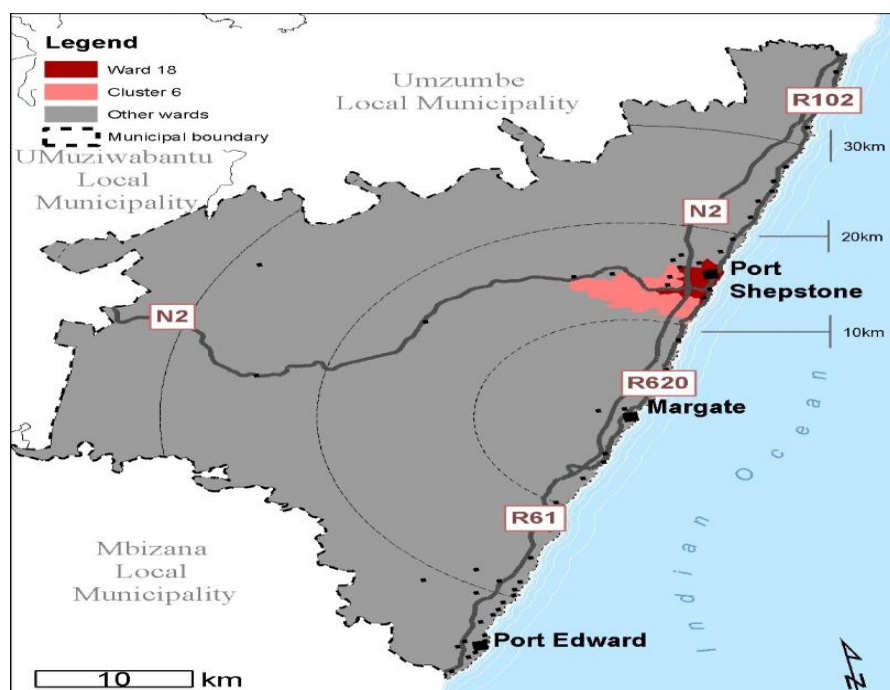 Legend
Ward 18
Cluster 6
Other wards
Municipal boundary
Umzumbe
Local Municipality
UMuziwabantu
Local
Municipality
R102
30km
N2
20km
Port
Shepstone
N2
10km
R620
Margate
Indian Ocean
R61
Mbizana
Local
Municipality
Port Edward
10 km
N